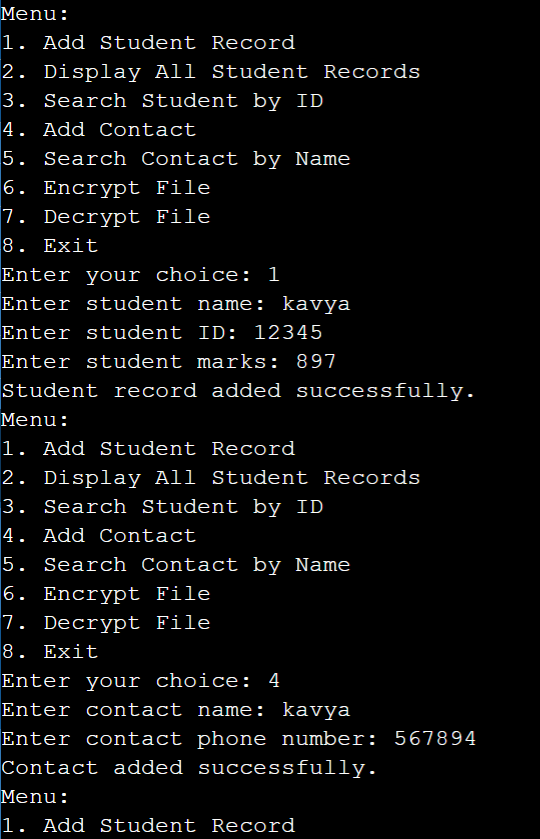 Menu:
1. Add Student Record
2. Display All Student Records
3. Search Student by ID
4. Add Contact
5. Search Contact by Name
6. Encrypt File
7. Decrypt File
8. Exit
Enter your choice: 1
Enter student name: kavya
Enter student ID: 12345
Enter student marks: 897
Student record added successfully.
Menu:
1. Add Student Record
2. Display All Student Records
3. Search Student by ID
4. Add Contact
5. Search Contact by Name
6. Encrypt File
7. Decrypt File
8. Exit
Enter your choice: 4
Enter contact name: kavya
Enter contact phone number: 567894
Contact added successfully.
Menu:
1. Add Student Record